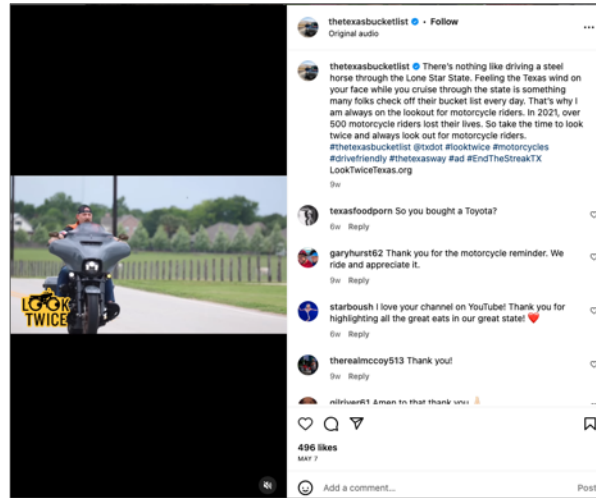 thetexasbucketlist • Follow
Original audio
...
thetexasbucketlist There's nothing like driving a steel
horse through the Lone Star State. Feeling the Texas wind on
your face while you cruise through the state is something
many folks check off their bucket list every day. That's why I
am always on the lookout for motorcycle riders. In 2021, over
500 motorcycle riders lost their lives. So take the time to look
twice and always look out for motorcycle riders.
#thetexasbucketlist @txdot #looktwice #motorcycles
#drivefriendly #thetexasway #ad #EndTheStreakTX
LookTwiceTexas.org
9w
texasfoodporn So you bought a Toyota?
6w Reply
garyhurst62 Thank you for the motorcycle reminder. We
ride and appreciate it.
9w Reply
starboush I love your channel on YouTube! Thank you for
highlighting all the great eats in our great state! ❤️
6w Reply
therealmccoy513 Thank you!
9w Reply
gilriver61 Amen to that thank you
LOOK
TWICE
496 likes
MAY 7
Add a comment...
Post